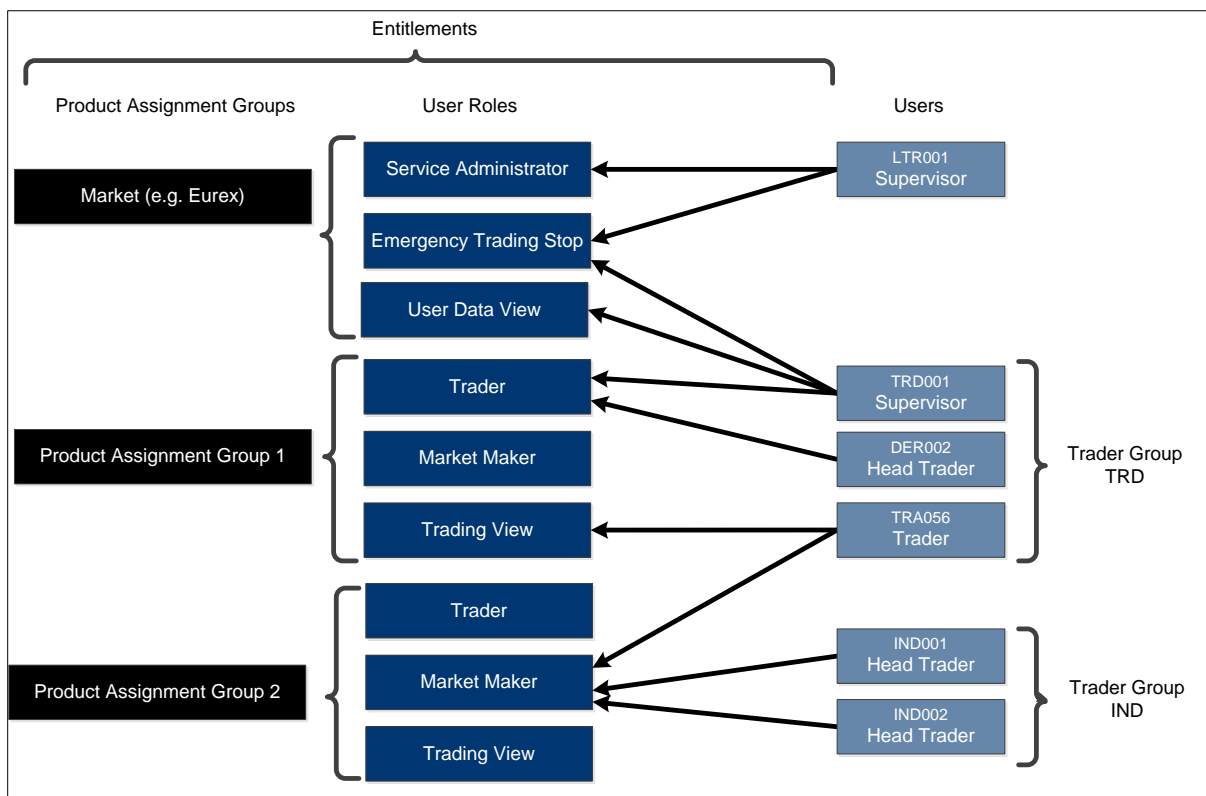 Entitlements
Product Assignment Groups
User Roles
Users
Market (e.g. Eurex)
Service Administrator
Emergency Trading Stop
User Data View
LTR001
Supervisor
Product Assignment Group 1
Trader
Market Maker
Trading View
TRD001
Supervisor
DER002
Head Trader
TRA056
Trader
Trader Group
TRD
Product Assignment Group 2
Trader
Market Maker
Trading View
IND001
Head Trader
IND002
Head Trader
Trader Group
IND